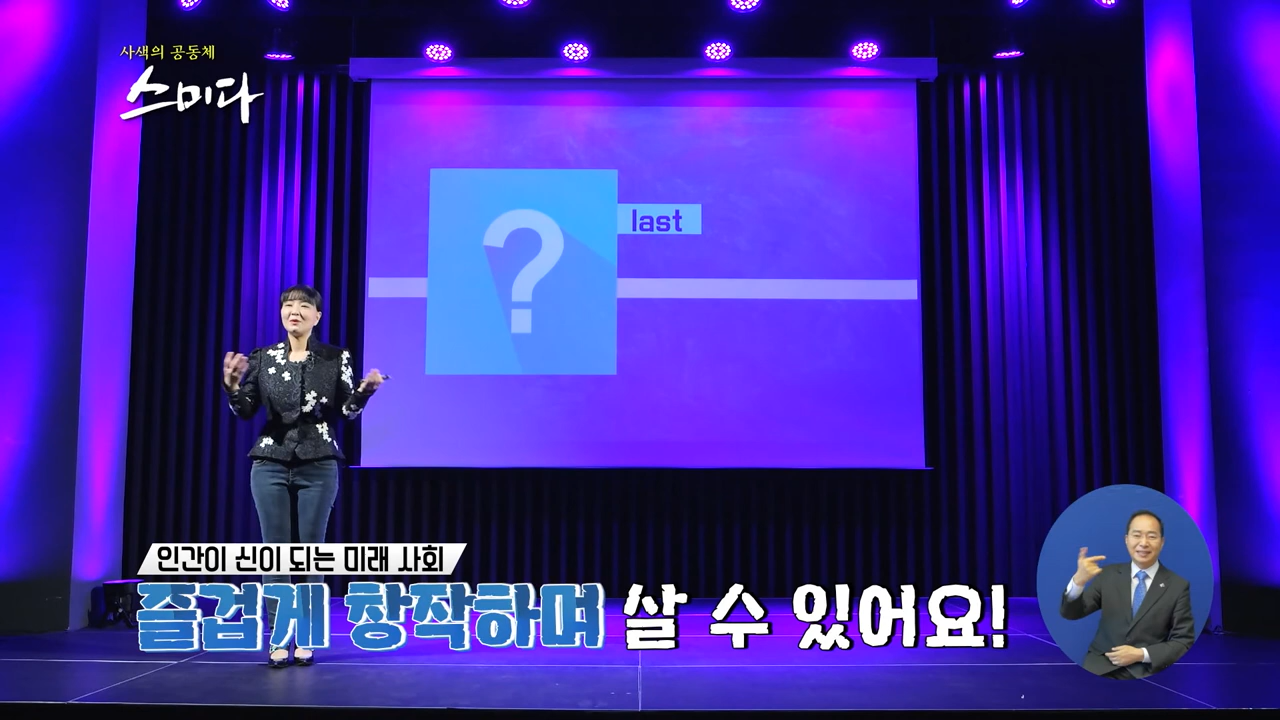 사색의 공동체
스미다
?
last
인간이 신이 되는 미래 사회
즐겁게 창작하며 살 수 있어요!